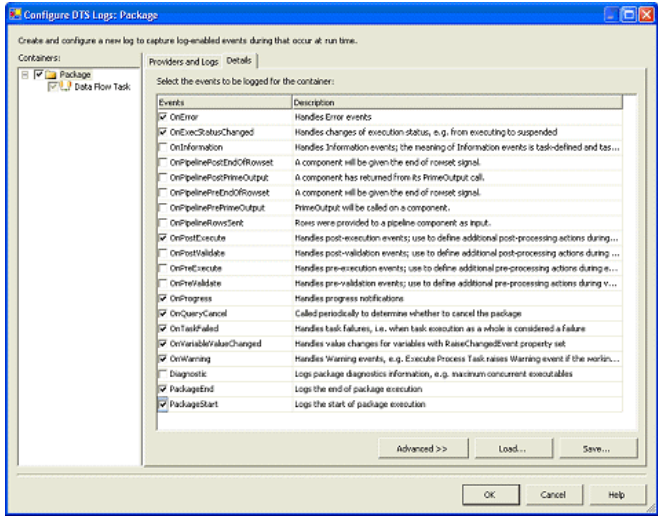 Configure DTS Logs: Package
Create and configure a new log to capture log-enabled events during that occur at run time.
Containers:
Package
Data Flow Task
Providers and Logs Details
Select the events to be logged for the container:
Events Description
OnError Handles Error events
OnExecStatusChanged Handles changes of execution status, e.g. from executing to suspended
OnInformation Handles Information events; the meaning of Information events is task-defined and tas...
OnPipelinePostEndOfRowset A component will be given the end of rowset signal.
OnPipelinePostPrimeOutput A component has returned from its PrimeOutput call.
OnPipelinePreEndOfRowset A component will be given the end of rowset signal.
OnPipelinePrePrimeOutput PrimeOutput will be called on a component.
OnPipelineRowsSent Rows were provided to a pipeline component as input.
OnPostExecute Handles post-execution events; use to define additional post-processing actions during...
OnPostValidate Handles post-validation events; use to define additional post-processing actions during ...
OnPreExecute Handles pre-execution events; use to define additional pre-processing actions during e...
OnPreValidate Handles pre-validation events; use to define additional pre-processing actions during v...
OnProgress Handles progress notifications
OnQueryCancel Called periodically to determine whether to cancel the package
OnTaskFailed Handles task failures, i.e. when task execution as a whole is considered a failure
OnVariableValueChanged Handles value changes for variables with RaiseChangedEvent property set
OnWarning Handles Warning events, e.g. Execute Process Task raises Warning event if the workin...
Diagnostic Logs package diagnostics information, e.g. maximum concurrent executables
PackageEnd Logs the end of package execution
PackageStart Logs the start of package execution
Advanced >> Load... Save...
OK Cancel Help